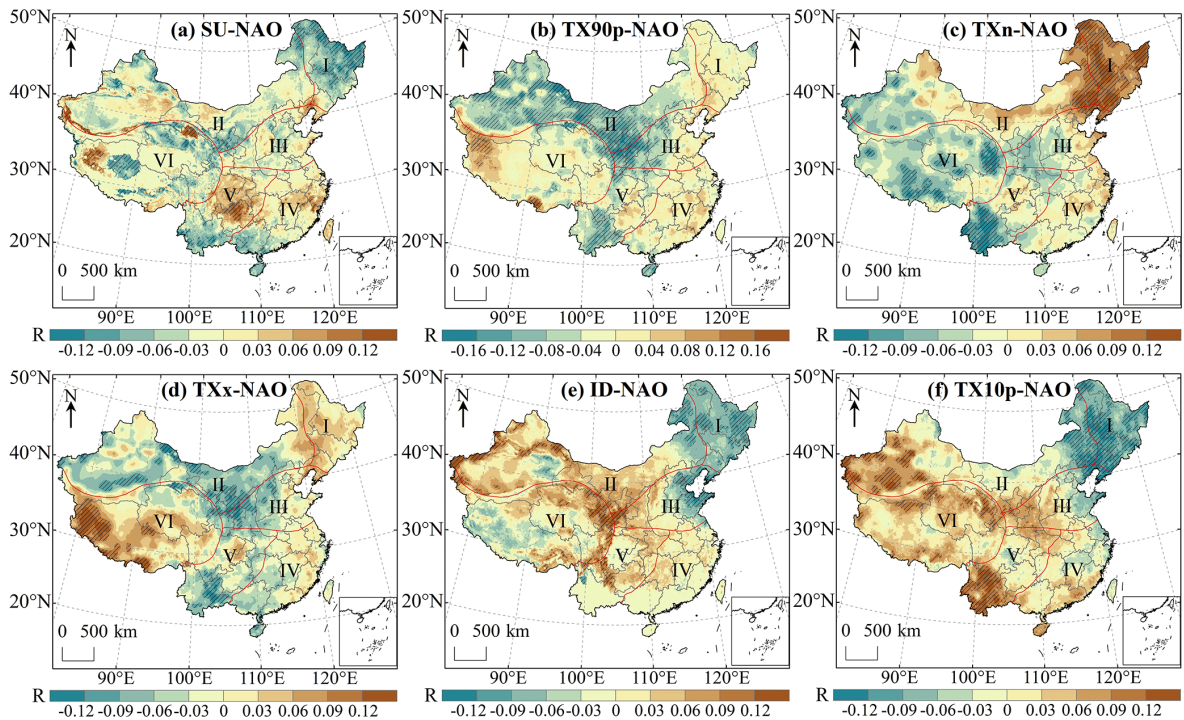 (a) SU-NAO
50°N
40°N
30°N
20°N
N
I
II
III
IV
V
VI
0 500 km
90°E 100°E 110°E 120°E
R
-0.12 -0.09 -0.06 -0.03 0 0.03 0.06 0.09 0.12
(b) TX90p-NAO
50°N
40°N
30°N
20°N
N
I
II
III
IV
V
VI
0 500 km
90°E 100°E 110°E 120°E
R
-0.16 -0.12 -0.08 -0.04 0 0.04 0.08 0.12 0.16
(c) TXn-NAO
50°N
40°N
30°N
20°N
N
I
II
III
IV
V
VI
0 500 km
90°E 100°E 110°E 120°E
R
-0.12 -0.09 -0.06 -0.03 0 0.03 0.06 0.09 0.12
(d) TXx-NAO
50°N
40°N
30°N
20°N
N
I
II
III
IV
V
VI
0 500 km
90°E 100°E 110°E 120°E
R
-0.12 -0.09 -0.06 -0.03 0 0.03 0.06 0.09 0.12
(e) ID-NAO
50°N
40°N
30°N
20°N
N
I
II
III
IV
V
VI
0 500 km
90°E 100°E 110°E 120°E
R
-0.12 -0.09 -0.06 -0.03 0 0.03 0.06 0.09 0.12
(f) TX10p-NAO
50°N
40°N
30°N
20°N
N
I
II
III
IV
V
VI
0 500 km
90°E 100°E 110°E 120°E
R
-0.12 -0.09 -0.06 -0.03 0 0.03 0.06 0.09 0.12